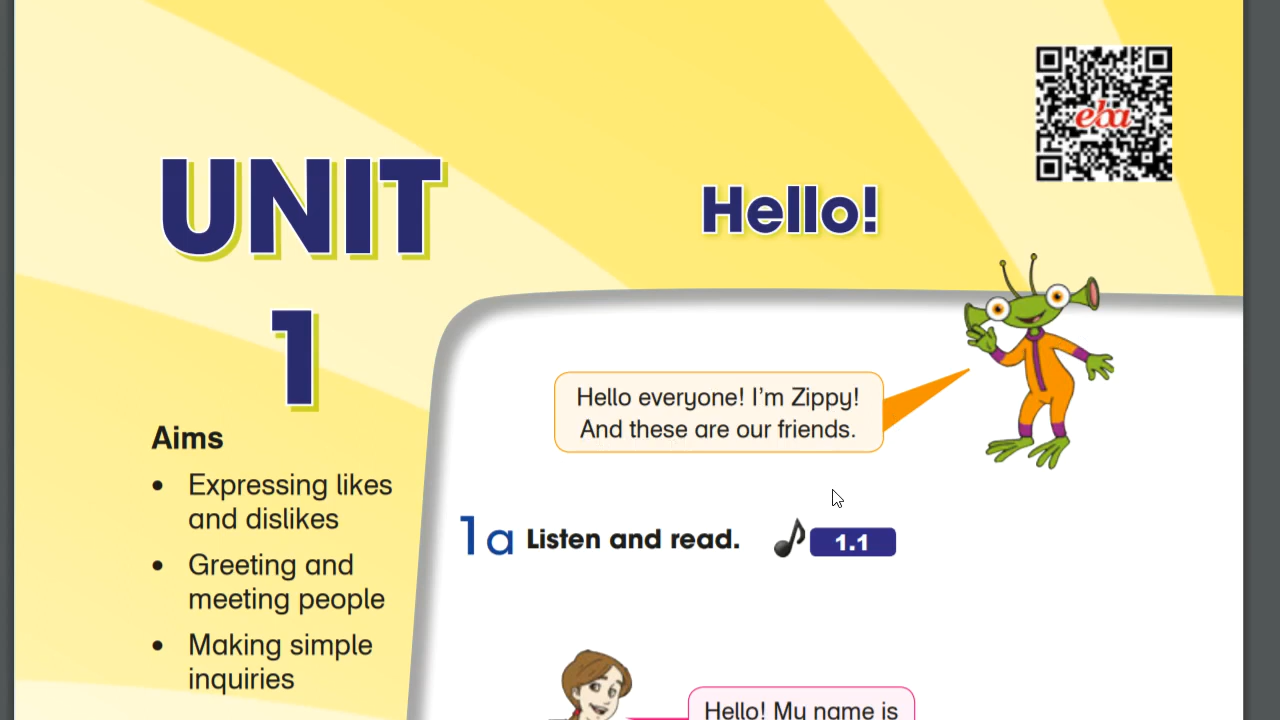 eba
UNIT
1
Hello!
Hello everyone! I'm Zippy!
And these are our friends.
Aims
• Expressing likes
and dislikes
• Greeting and
meeting people
• Making simple
inquiries
1a Listen and read.
1.1
Hello! My name is